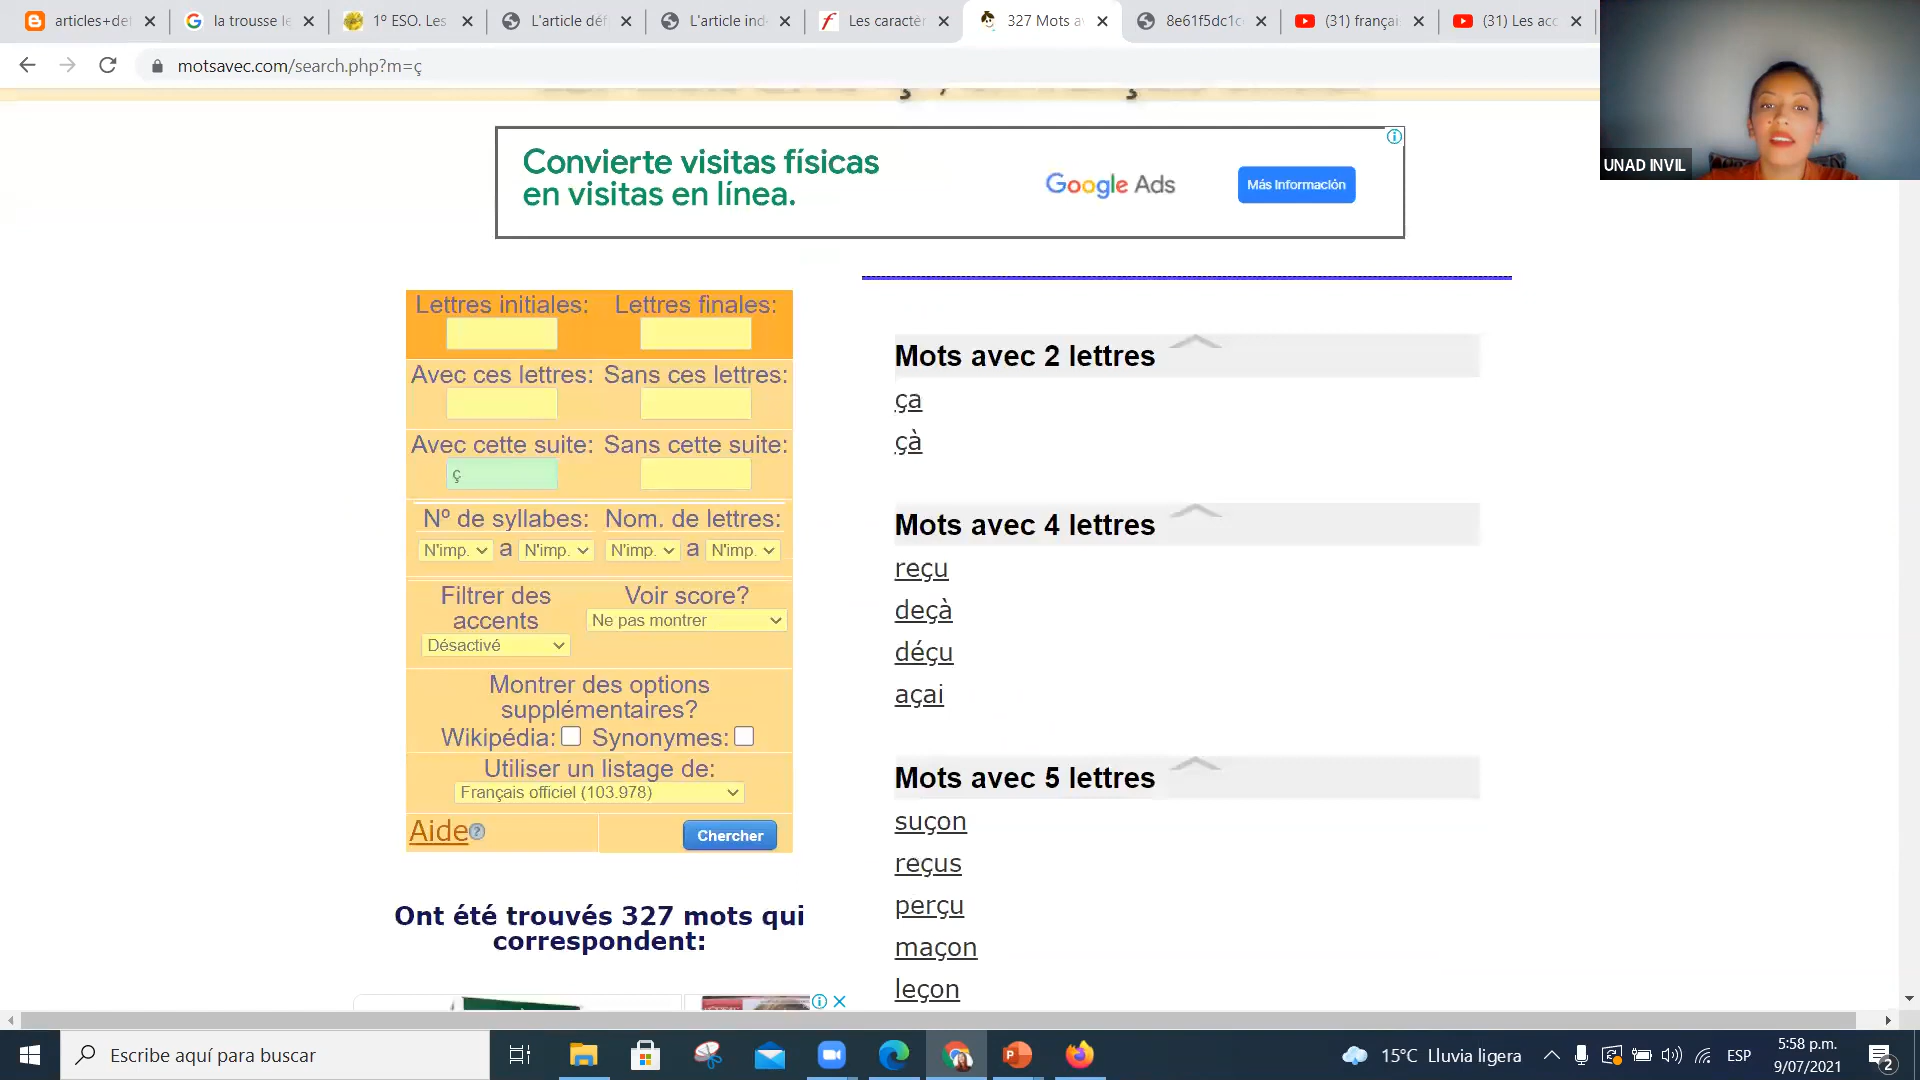 articles+de
la trousse l
1º ESO. Les
L'article déf
L'article ind
Les caractèr
327 Mots a
8e61f5dc1c
(31) françai
(31) Les acc
motsavec.com/search.php?m=ç
UNAD INVIL
Convierte visitas físicas
en visitas en línea.
Google Ads
Más Información
Lettres initiales: Lettres finales:
Avec ces lettres: Sans ces lettres:
Avec cette suite: Sans cette suite:
ç
Nº de syllabes: Nom. de lettres:
N'imp. a N'imp. N'imp. a N'imp.
Filtrer des
accents
Désactivé
Voir score?
Ne pas montrer
Montrer des options
supplémentaires?
Wikipédia: Synonymes:
Utiliser un listage de:
Français officiel (103.978)
Aide ?
Chercher
Ont été trouvés 327 mots qui
correspondent:
Mots avec 2 lettres
ça
çà
Mots avec 4 lettres
reçu
deçà
déçu
açai
Mots avec 5 lettres
suçon
reçus
perçu
maçon
leçon
Escribe aquí para buscar
15°C Lluvia ligera
ESP
5:58 p.m.
9/07/2021
2